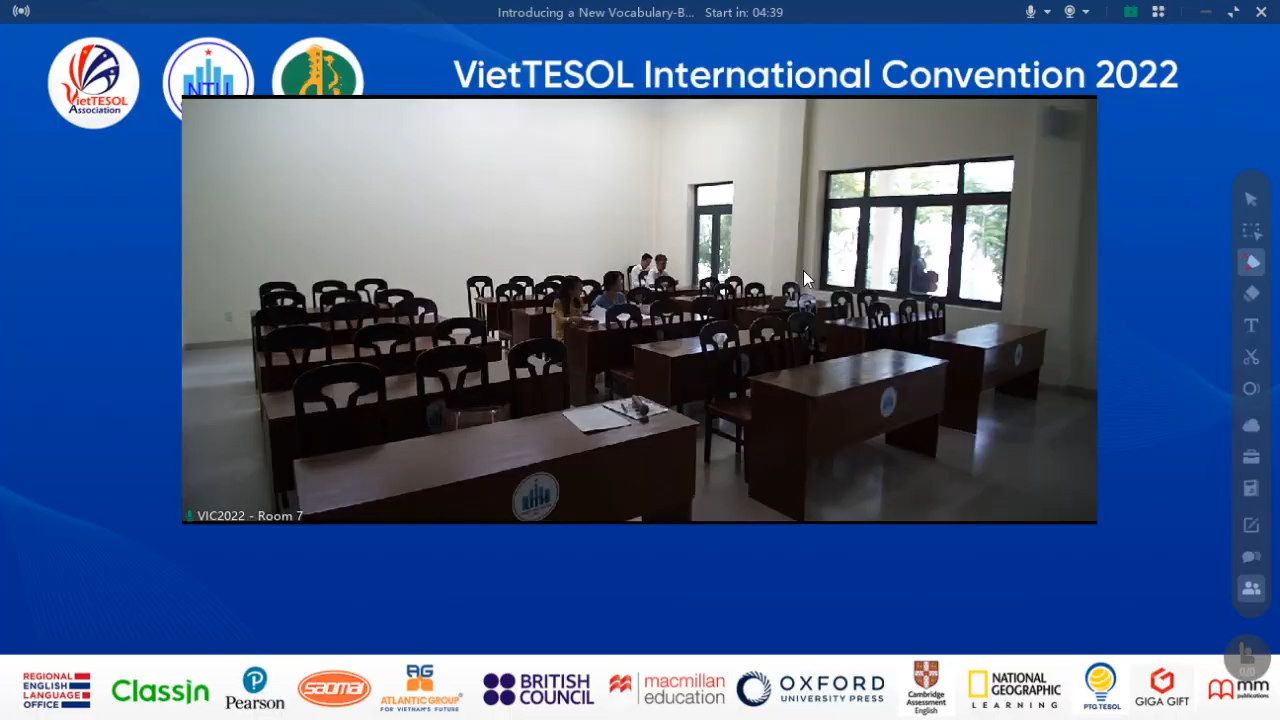 Introducing a New Vocabulary-B... Start in: 04:39
VietTESOL
Association
NTU
VietTESOL International Convention 2022
VIC2022 - Room 7
T
0/0
REGIONAL
ENGLISH
LANGUAGE
OFFICE
ClassIn
Pearson
saomai
AG
ATLANTIC GROUP
FOR VIETNAM'S FUTURE
BRITISH
COUNCIL
macmillan
education
OXFORD
UNIVERSITY PRESS
Cambridge
Assessment
English
NATIONAL
GEOGRAPHIC
LEARNING
PTG TESOL
GIGA GIFT
mm
publications